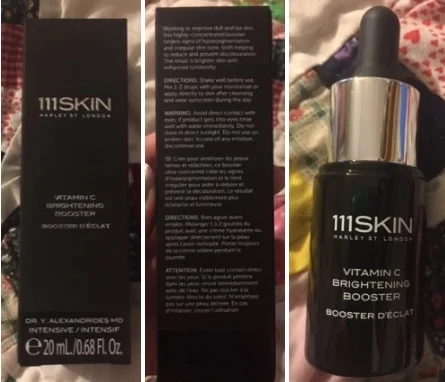 111SKIN
HARLEY ST LONDON
VITAMIN C
BRIGHTENING
BOOSTER
BOOSTER D'ÉCLAT
DR. Y. ALEXANDRIDES MD
INTENSIVE / INTENSIF
℮ 20 mL./0.68 Fl. Oz.
Working to improve dull and lax skin
this highly-concentrated booster
targets signs of hyperpigmentation
and irregular skin tone, both helping
to reduce and prevent discolouration.
The result is brighter skin with
enhanced luminosity.
DIRECTIONS: Shake well before use.
Mix 1-2 drops with your moisturise or
apply directly to skin after cleansing
and wear sunscreen during the day.
WARNING: Avoid direct contact with
eyes, if product gets into eyes rinse
well with water immediately. Do not
store in direct sunlight. Do not use on
broken skin. In case of any irritation,
discontinue use.
Crée pour améliorer les peaux
ternes et relâchées, ce booster
ultra-concentré cible les signes
d'hyperpigmentation et le teint
irrégulier pour aider à réduire et
prévenir la décoloration. Le résultat
est une peau visiblement plus
éclatante et lumineuse.
DIRECTIONS: Bien agiter avant
emploi. Mélanger 1 à 2 gouttes du
produit avec une crème hydratante ou
appliquer directement sur la peau
après l'avoir nettoyée. Porter toujours
de la crème solaire pendant la
journée.
ATTENTION: Eviter tout contact direct
avec les yeux. Si le produit pénètre
dans les yeux, rincer immédiatement
avec de l'eau. Ne pas stocker à la
lumière directe du soleil. N'employez
pas sur une peau abîmée. En cas
d'irritation, cesser l'utilisation.
111SKIN
HARLEY ST LONDON
VITAMIN C
BRIGHTENING
BOOSTER
BOOSTER D'ÉCLAT